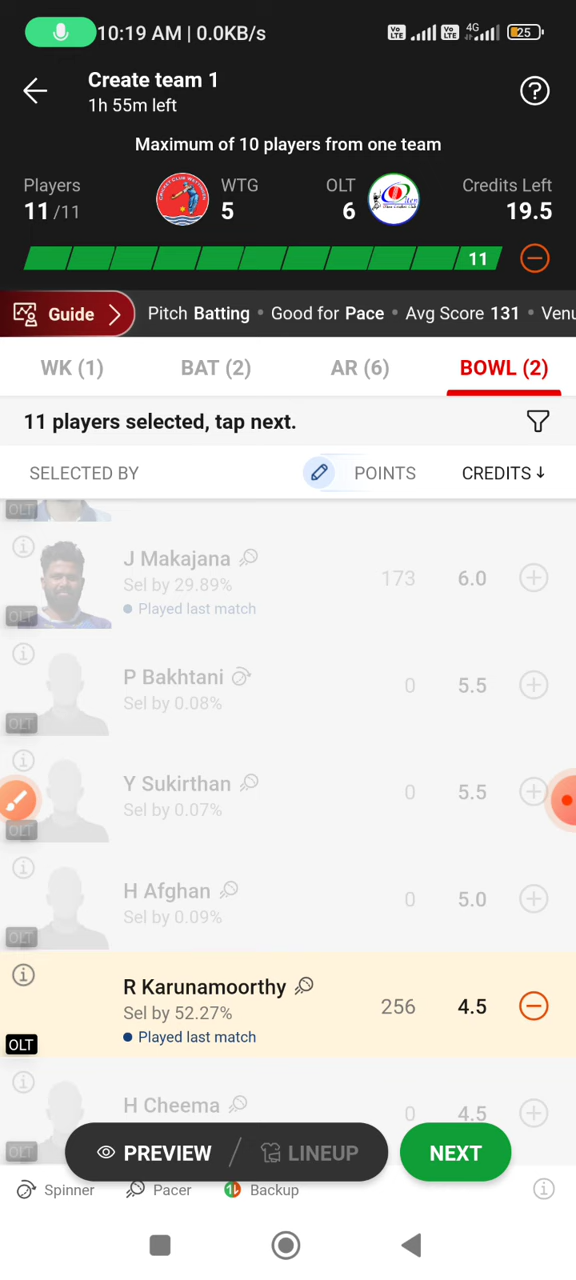 10:19 AM | 0.0KB/s
Vo LTE Vo LTE 4G 25
Create team 1
1h 55m left
Maximum of 10 players from one team
Players WTG OLT Credits Left
11/11 5 6 19.5
11
Guide Pitch Batting • Good for Pace • Avg Score 131 • Venu
WK (1) BAT (2) AR (6) BOWL (2)
11 players selected, tap next.
SELECTED BY POINTS CREDITS↓
OLT
J Makajana
Sel by 29.89% 173 6.0
Played last match
OLT
P Bakhtani
Sel by 0.08% 0 5.5
OLT
Y Sukirthan
Sel by 0.07% 0 5.5
OLT
H Afghan
Sel by 0.09% 0 5.0
OLT
R Karunamoorthy
Sel by 52.27% 256 4.5
Played last match
OLT
H Cheema 0 4.5
OLT
PREVIEW / LINEUP NEXT
Spinner Pacer Backup